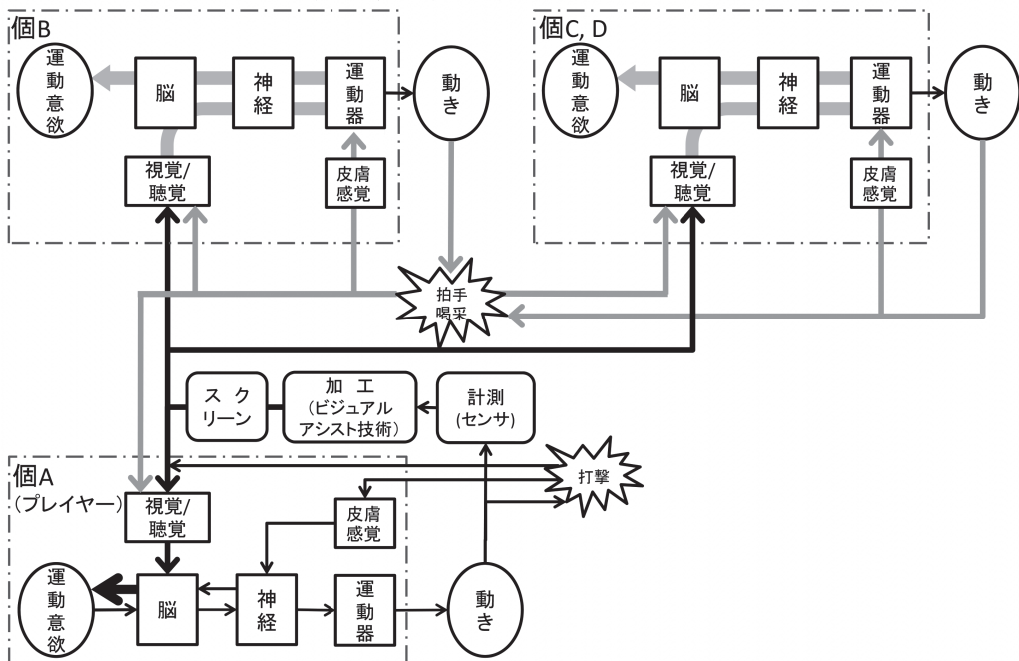 個B
運動意欲
脳
神経
運動器
動き
視覚/
聴覚
皮膚
感覚
個C, D
運動意欲
脳
神経
運動器
動き
視覚/
聴覚
皮膚
感覚
拍手
喝采
スク
リーン
加工
(ビジュアル
アシスト技術)
計測
(センサ)
打撃
個A
(プレイヤー)
視覚/
聴覚
皮膚
感覚
運動意欲
脳
神経
運動器
動き